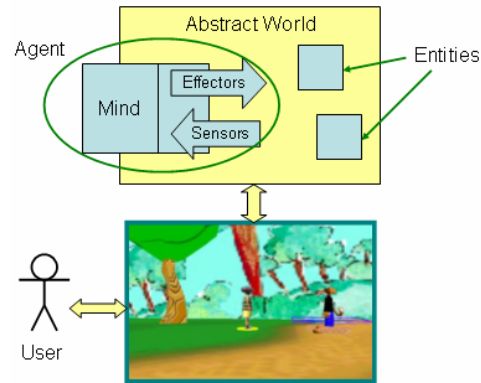 Abstract World
Agent
Entities
Effectors
Mind
Sensors
User